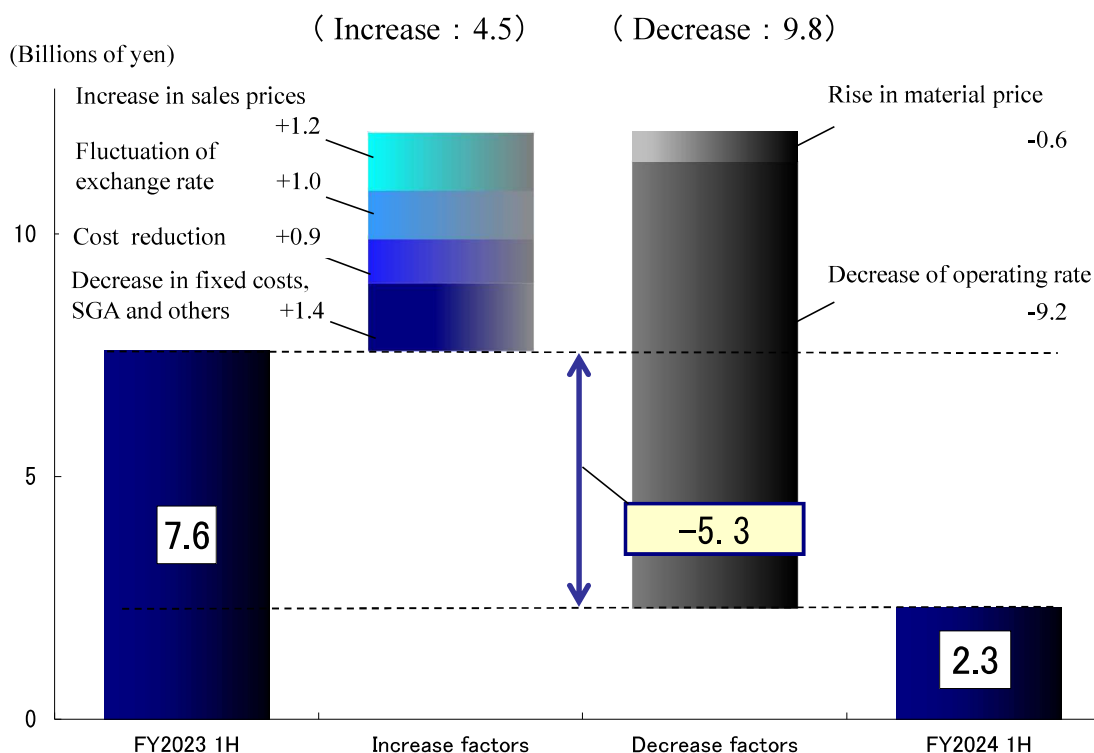 ( Increase : 4.5)
( Decrease : 9.8)
(Billions of yen)
Increase in sales prices
+1.2
Fluctuation of
exchange rate
+1.0
Cost reduction
+0.9
Decrease in fixed costs,
SGA and others
+1.4
Rise in material price
-0.6
Decrease of operating rate
-9.2
10
5
0
7.6
-5.3
2.3
FY2023 1H
Increase factors
Decrease factors
FY2024 1H